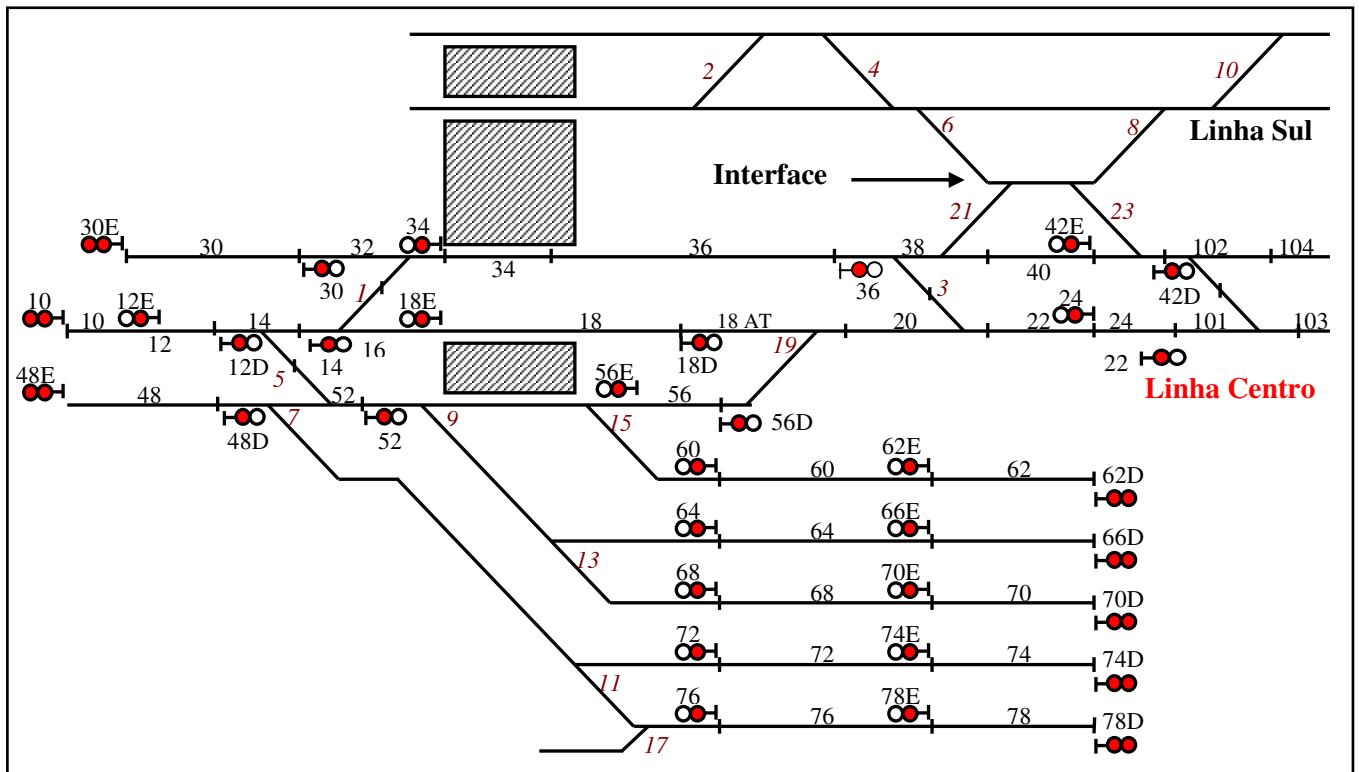 2 4 10
6 8 Linha Sul
Interface
21 23
30E 34 42E
30 32 34 36 38 40 102 104
30 36 42D
1 3
10 12E 18E 24
10 14 18 18 AT 20 22 24 101 103
12 12D 14 16 18D 19 22
48E 5 56E Linha Centro
48 52 56
7 48D 52 9 15 56D
60 62E
60 62 62D
64 66E
64 66D
13 68 70E
68 70 70D
72 74E
72 74 74D
11 76 78E
76 78 78D
17